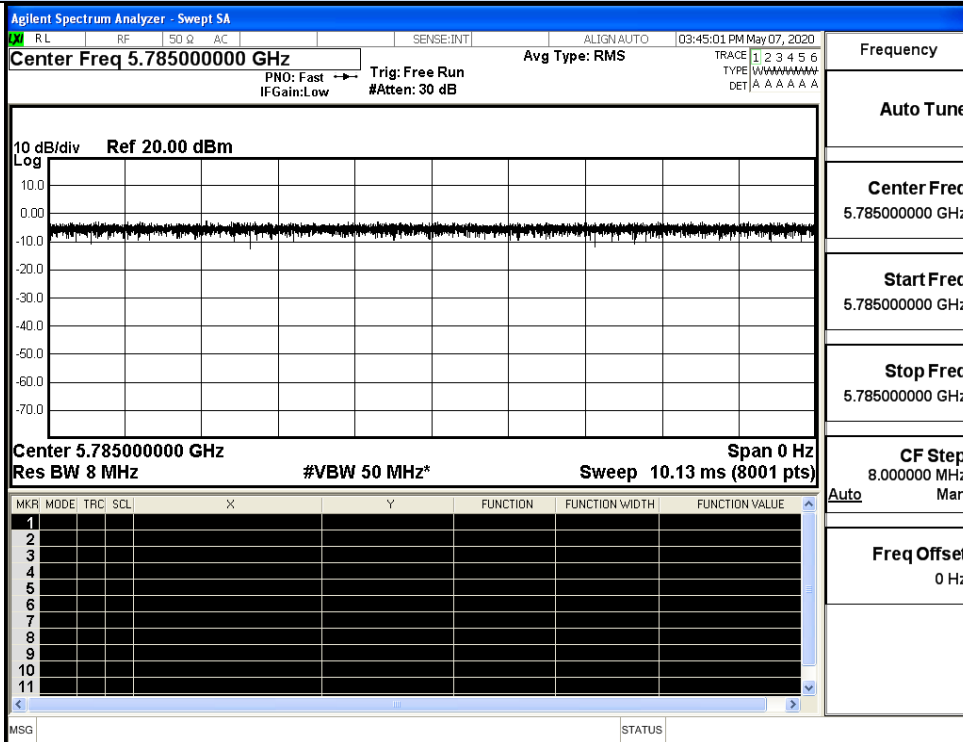 Agilent Spectrum Analyzer - Swept SA
LXI RL RF 50 Ω AC SENSE:INT ALIGN AUTO 03:45:01 PM May 07, 2020
Center Freq 5.785000000 GHz
PNO: Fast
IFGain:Low
Trig: Free Run
#Atten: 30 dB
Avg Type: RMS
TRACE 1 2 3 4 5 6
TYPE WWWWWW
DET A A A A A A
10 dB/div Ref 20.00 dBm
Log
10.0
0.00
-10.0
-20.0
-30.0
-40.0
-50.0
-60.0
-70.0
Center 5.785000000 GHz Span 0 Hz
Res BW 8 MHz #VBW 50 MHz* Sweep 10.13 ms (8001 pts)
MKR MODE TRC SCL X Y FUNCTION FUNCTION WIDTH FUNCTION VALUE
1
2
3
4
5
6
7
8
9
10
11
MSG STATUS
Frequency
Auto Tune
Center Freq
5.785000000 GHz
Start Freq
5.785000000 GHz
Stop Freq
5.785000000 GHz
CF Step
8.000000 MHz
Auto Man
Freq Offset
0 Hz